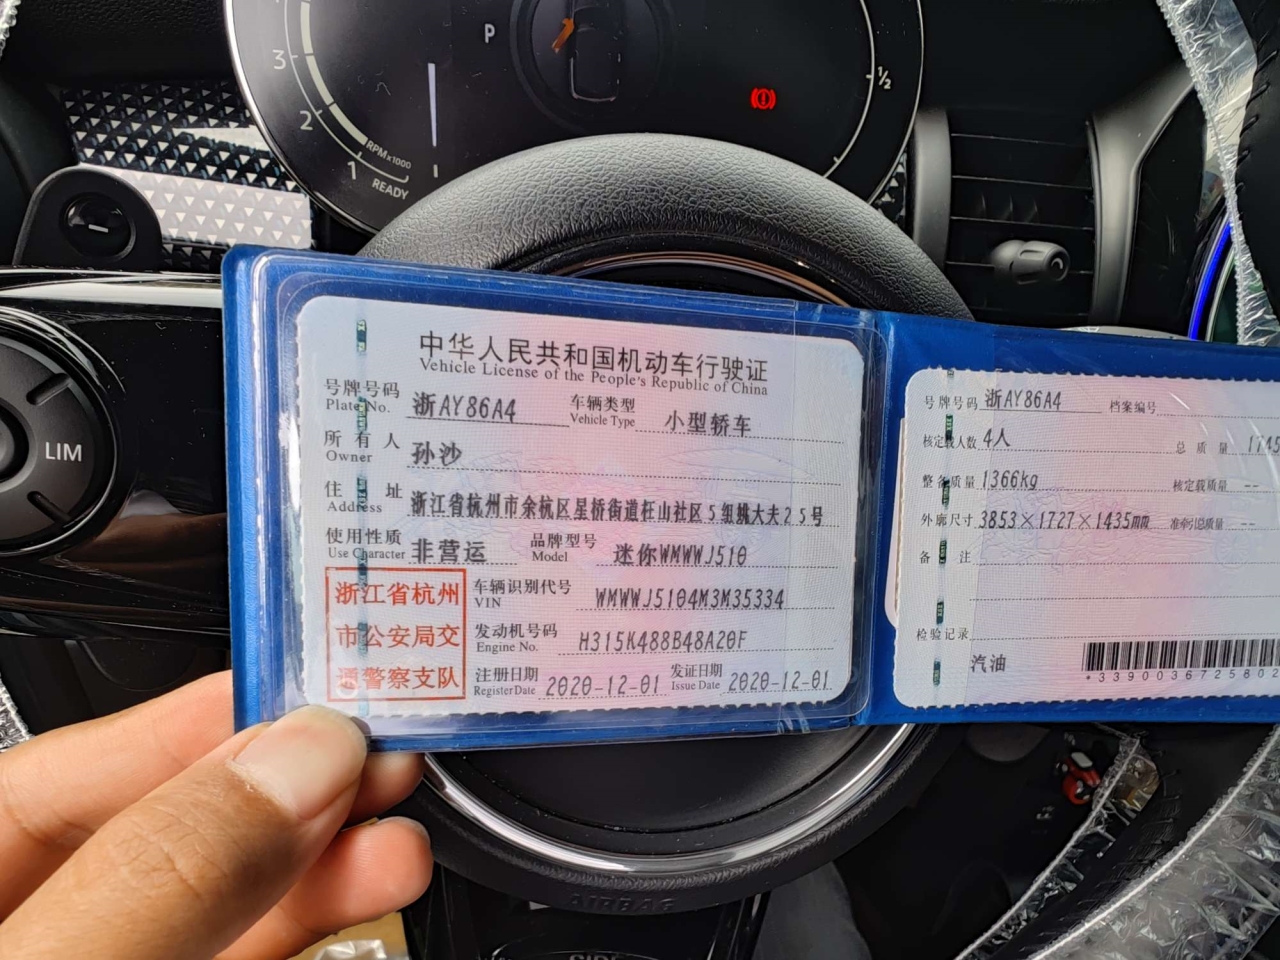 P
3
2
1
RPM×1000
READY
1/2
LIM
中华人民共和国机动车行驶证
Vehicle License of the People's Republic of China
号牌号码 浙AY86A4 车辆类型 小型轿车
Plate No. Vehicle Type
所有人 孙沙
Owner
住址 浙江省杭州市余杭区星桥街道枉山社区5组姚大夫25号
Address
使用性质 非营运 品牌型号 迷你WMWWJ510
Use Character Model
浙江省杭州
市公安局交
通警察支队
车辆识别代号 WMWWJ5104M3M35334
VIN
发动机号码 H315K488B48A20F
Engine No.
注册日期 2020-12-01 发证日期 2020-12-01
Register Date Issue Date
号牌号码 浙AY86A4 档案编号
核定载人数 4人 总质量 1745
整备质量 1366kg 核定载质量 --
外廓尺寸 3853×1727×1435mm 准牵引总质量 --
备注
检验记录
汽油
*3390036725802
AIRBAG